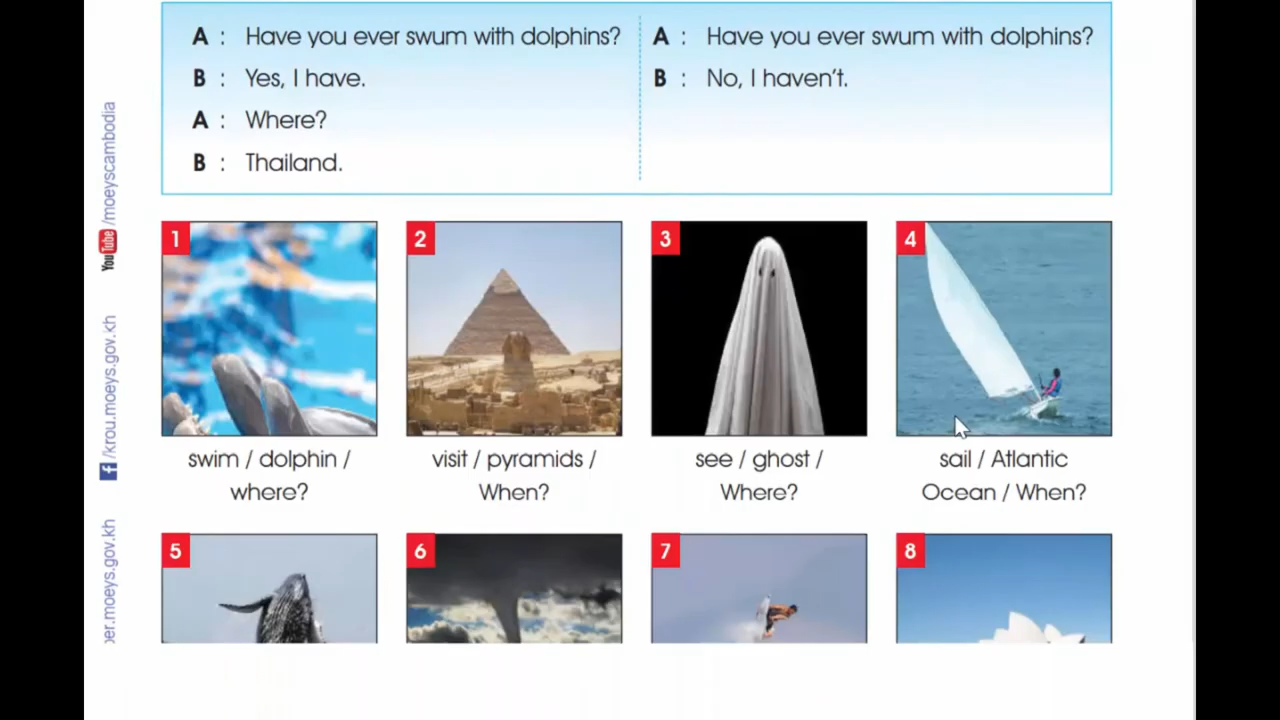 A : Have you ever swum with dolphins?
B : Yes, I have.
A : Where?
B : Thailand.
A : Have you ever swum with dolphins?
B : No, I haven't.
YouTube /moeyscambodia
f /krou.moeys.gov.kh
er.moeys.gov.kh
1
2
3
4
swim / dolphin /
where?
visit / pyramids /
When?
see / ghost /
Where?
sail / Atlantic
Ocean / When?
5
6
7
8